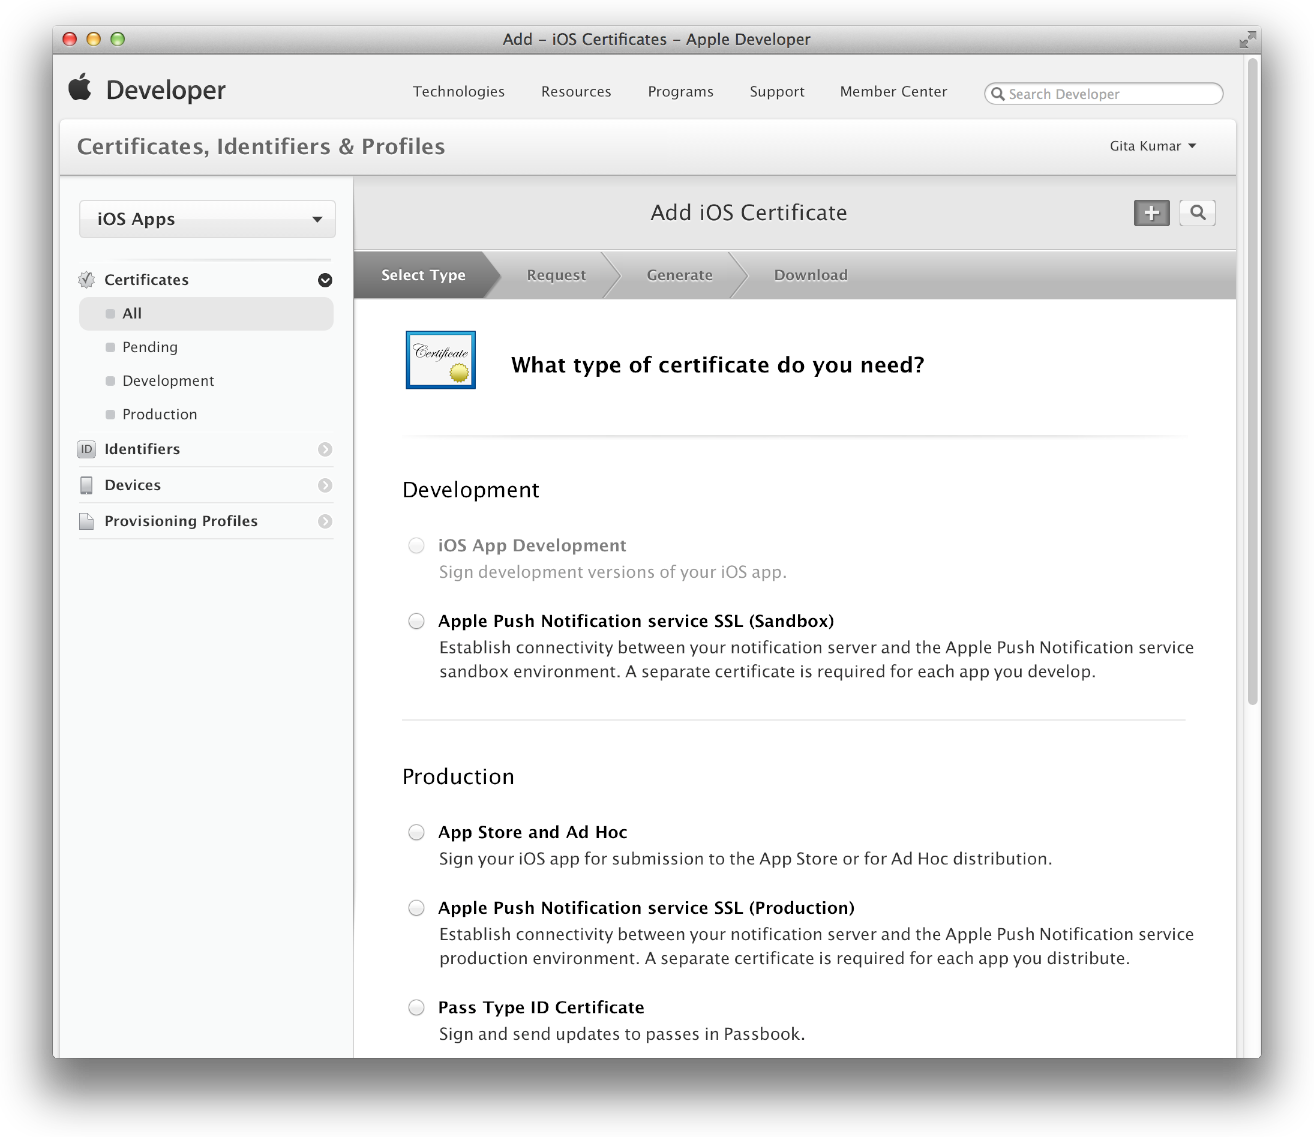 Add – iOS Certificates – Apple Developer
Developer
Technologies
Resources
Programs
Support
Member Center
Search Developer
Certificates, Identifiers & Profiles
Gita Kumar
iOS Apps
Add iOS Certificate
Select Type
Request
Generate
Download
Certificates
All
Pending
Development
Production
ID Identifiers
Devices
Provisioning Profiles
Certificate
What type of certificate do you need?
Development
iOS App Development
Sign development versions of your iOS app.
Apple Push Notification service SSL (Sandbox)
Establish connectivity between your notification server and the Apple Push Notification service
sandbox environment. A separate certificate is required for each app you develop.
Production
App Store and Ad Hoc
Sign your iOS app for submission to the App Store or for Ad Hoc distribution.
Apple Push Notification service SSL (Production)
Establish connectivity between your notification server and the Apple Push Notification service
production environment. A separate certificate is required for each app you distribute.
Pass Type ID Certificate
Sign and send updates to passes in Passbook.